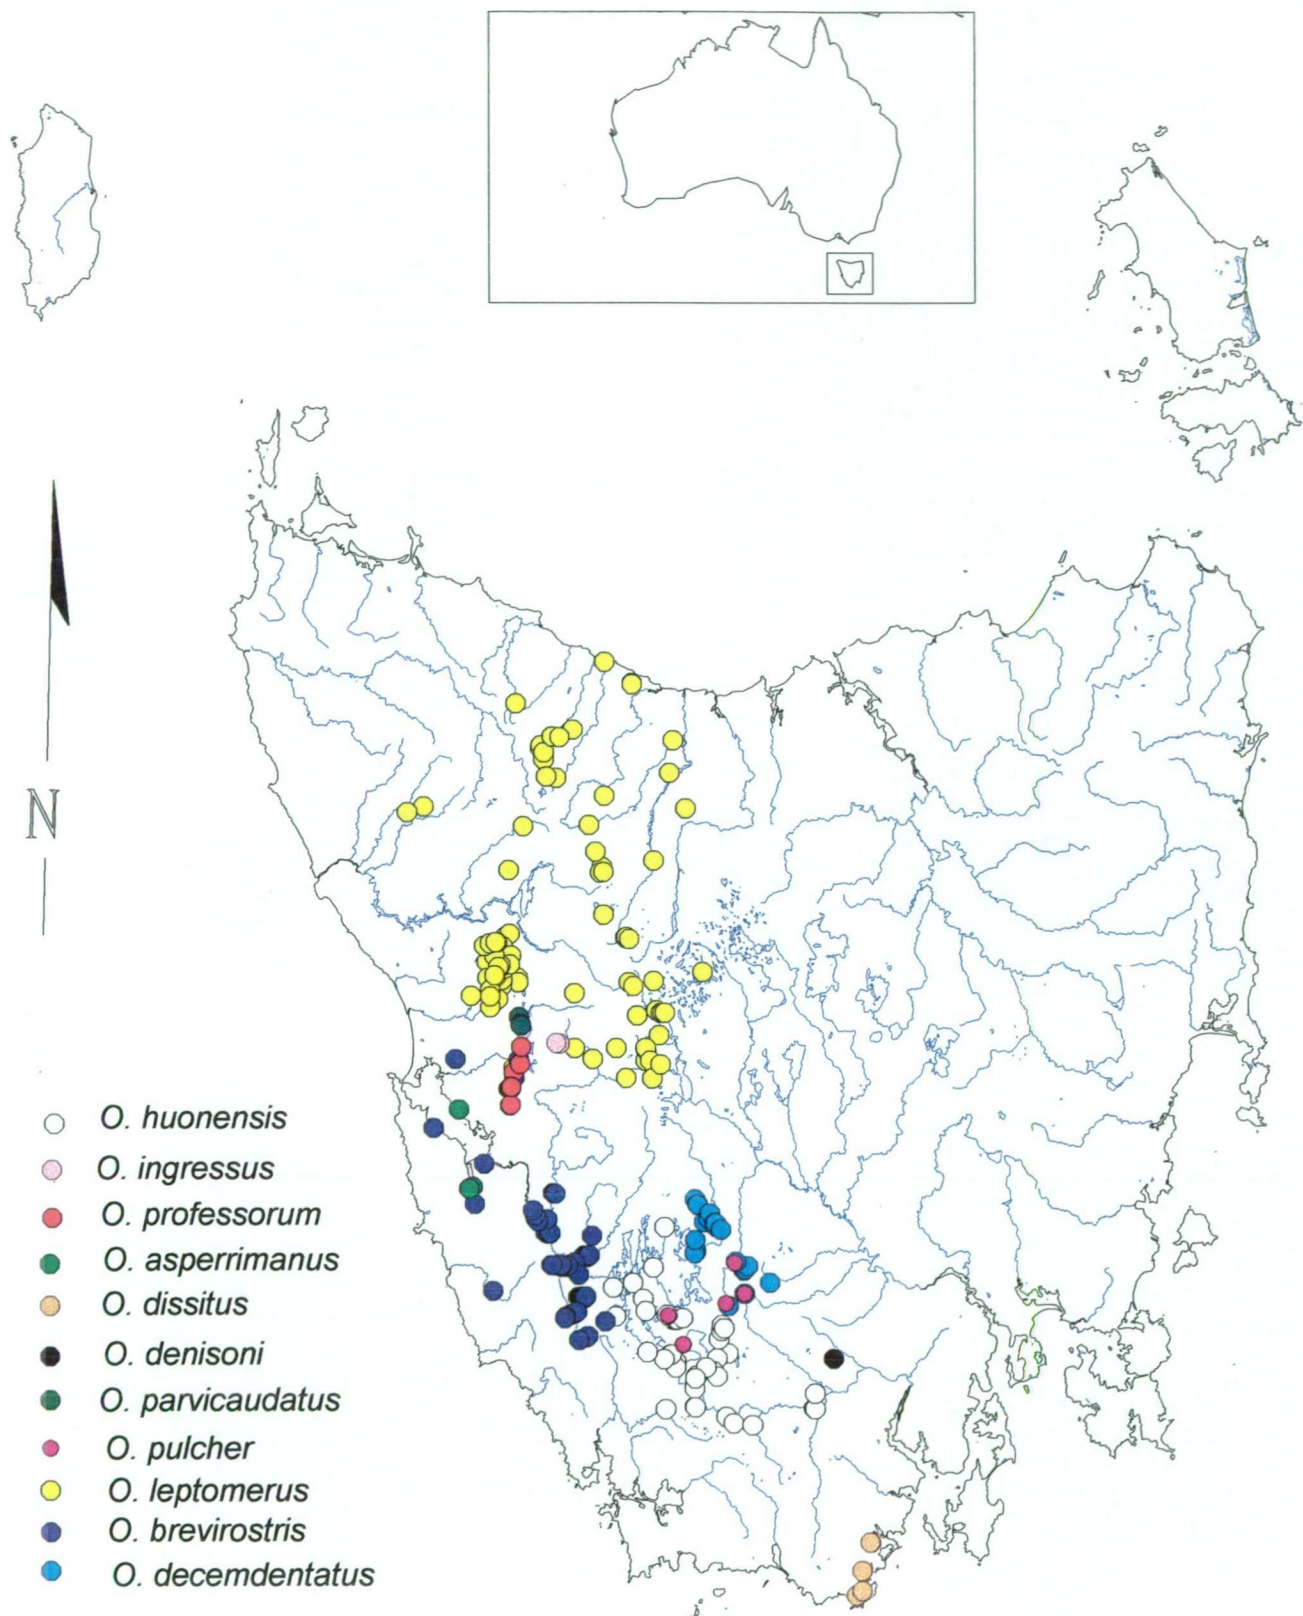 N
O. huonensis
O. ingressus
O. professorum
O. asperrimanus
O. dissitus
O. denisoni
O. parvicaudatus
O. pulcher
O. leptomerus
O. brevirostris
O. decemdentatus